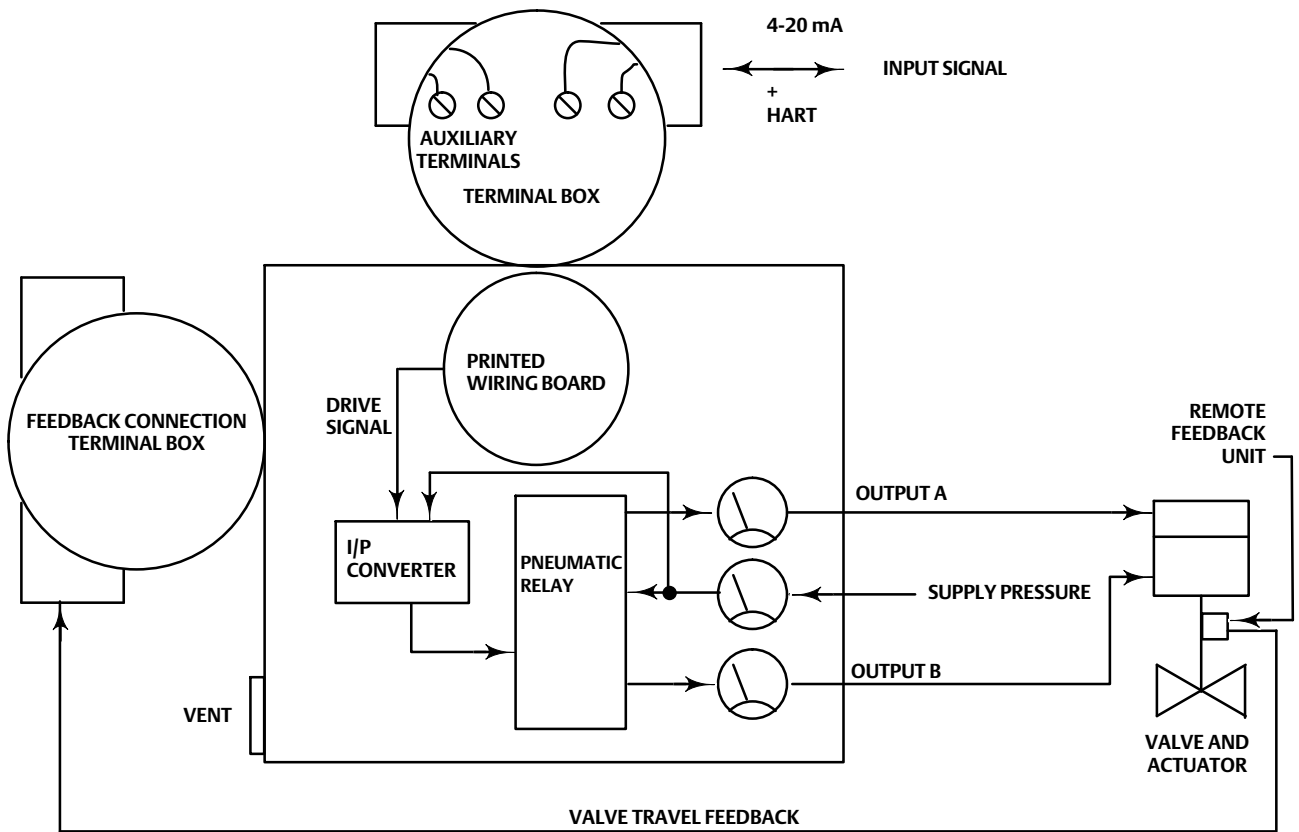 4-20 mA
INPUT SIGNAL
+
HART
AUXILIARY
TERMINALS
TERMINAL BOX
PRINTED
WIRING BOARD
DRIVE
SIGNAL
FEEDBACK CONNECTION
TERMINAL BOX
REMOTE
FEEDBACK
UNIT
OUTPUT A
I/P
CONVERTER
PNEUMATIC
RELAY
SUPPLY PRESSURE
OUTPUT B
VENT
VALVE AND
ACTUATOR
VALVE TRAVEL FEEDBACK